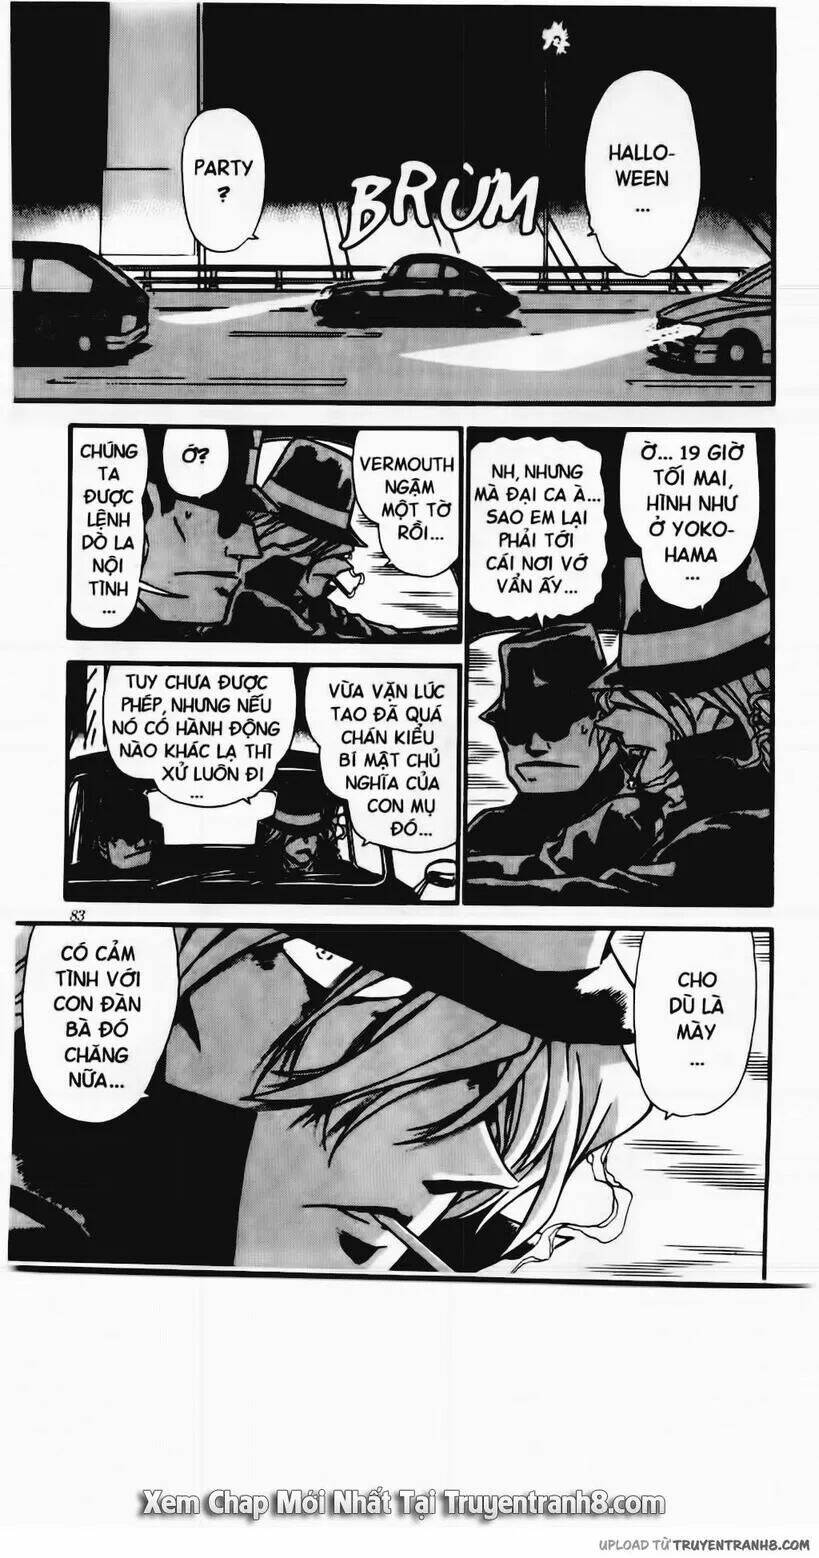 HALLO-
WEEN
...
PARTY
?
BRỪM
Ờ... 19 GIỜ
TỐI MAI,
HÌNH NHƯ
Ở YOKO-
HAMA
...
NH, NHƯNG
MÀ ĐẠI CA À...
SAO EM LẠI
PHẢI TỚI
CÁI NƠI VỚ
VẨN ẤY...
VERMOUTH
NGẬM
MỘT TỜ
RỒI...
Ớ?
CHÚNG
TA
ĐƯỢC
LỆNH
DÒ LA
NỘI
TÌNH
...
VỪA VẶN LÚC
TAO ĐÃ QUÁ
CHÁN KIỂU
BÍ MẬT CHỦ
NGHĨA CỦA
CON MỤ
ĐÓ...
TUY CHƯA ĐƯỢC
PHÉP, NHƯNG NẾU
NÓ CÓ HÀNH ĐỘNG
NÀO KHÁC LẠ THÌ
XỬ LUÔN ĐI
...
83
CHO
DÙ LÀ
MÀY
...
CÓ CẢM
TÌNH VỚI
CON ĐÀN
BÀ ĐÓ
CHĂNG
NỮA...
Xem Chap Mới Nhất Tại Truyentranh8.com
UPLOAD TỪ TRUYENTRANH8.COM